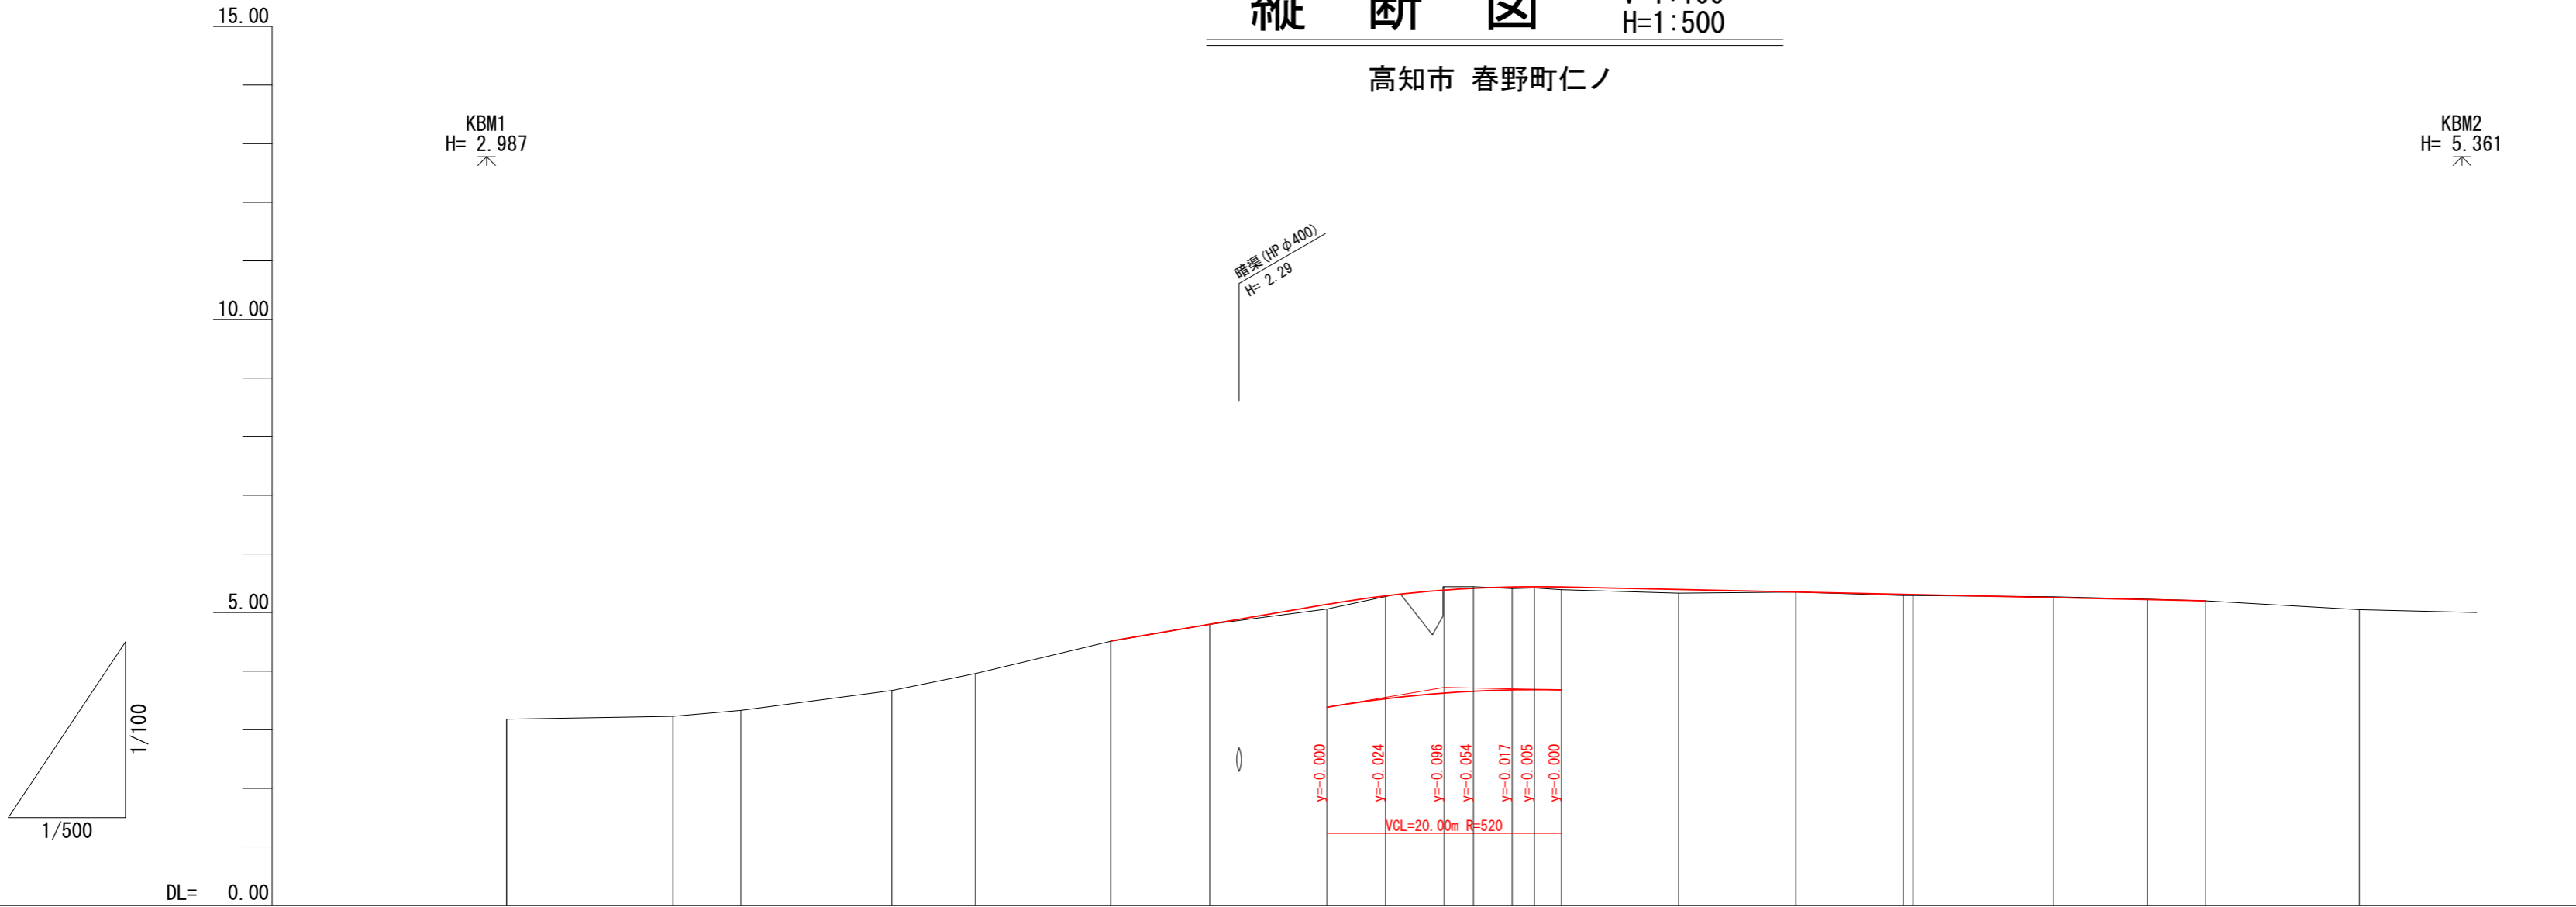 縦 断 図
V=1:100
H=1:500
高知市 春野町仁ノ
15.00
10.00
5.00
DL= 0.00
KBM1
H= 2.987
KBM2
H= 5.361
暗渠(HPφ400)
H= 2.29
1/100
1/500
y=-0.000
y=-0.024
y=-0.096
y=-0.054
y=-0.017
y=-0.005
y=-0.000
VCL=20.00m R=520